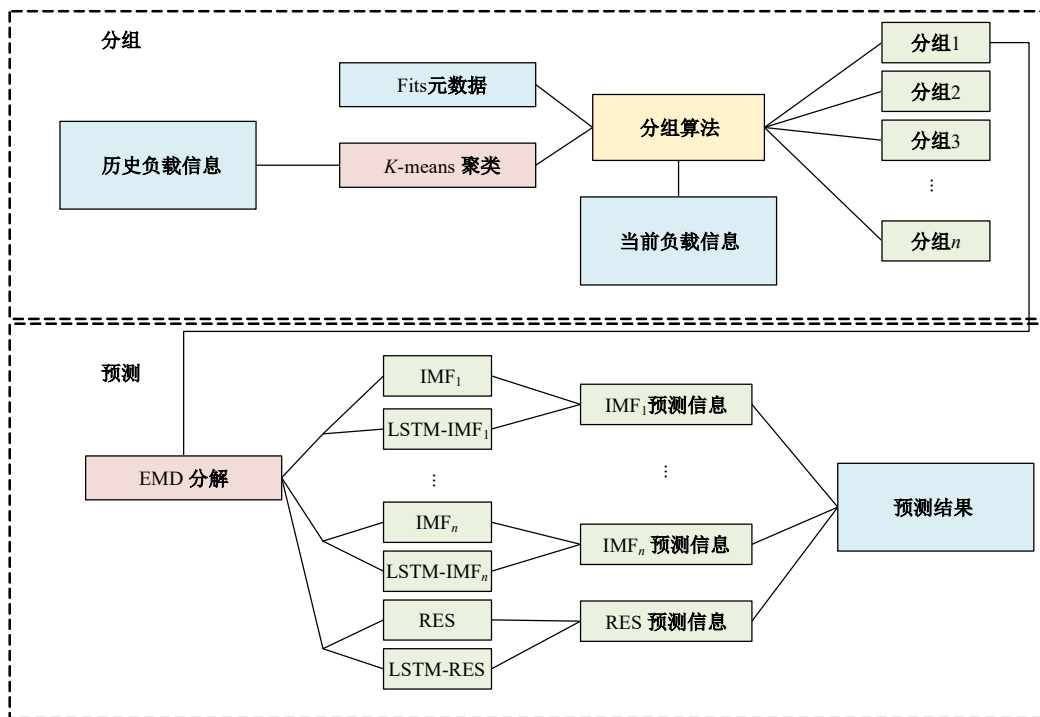 分组
Fits元数据
历史负载信息
K-means 聚类
分组算法
当前负载信息
分组1
分组2
分组3
⋮
分组n
预测
EMD 分解
IMF₁
LSTM-IMF₁
⋮
IMFₙ
LSTM-IMFₙ
RES
LSTM-RES
IMF₁预测信息
⋮
IMFₙ 预测信息
RES 预测信息
预测结果